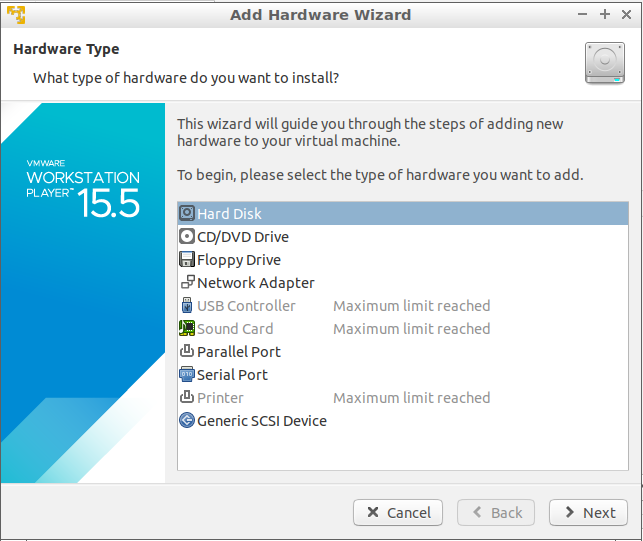 Add Hardware Wizard
Hardware Type
What type of hardware do you want to install?
VMWARE
WORKSTATION
PLAYER™ 15.5
This wizard will guide you through the steps of adding new
hardware to your virtual machine.
To begin, please select the type of hardware you want to add.
Hard Disk
CD/DVD Drive
Floppy Drive
Network Adapter
USB Controller Maximum limit reached
Sound Card Maximum limit reached
Parallel Port
Serial Port
Printer Maximum limit reached
Generic SCSI Device
Cancel Back Next